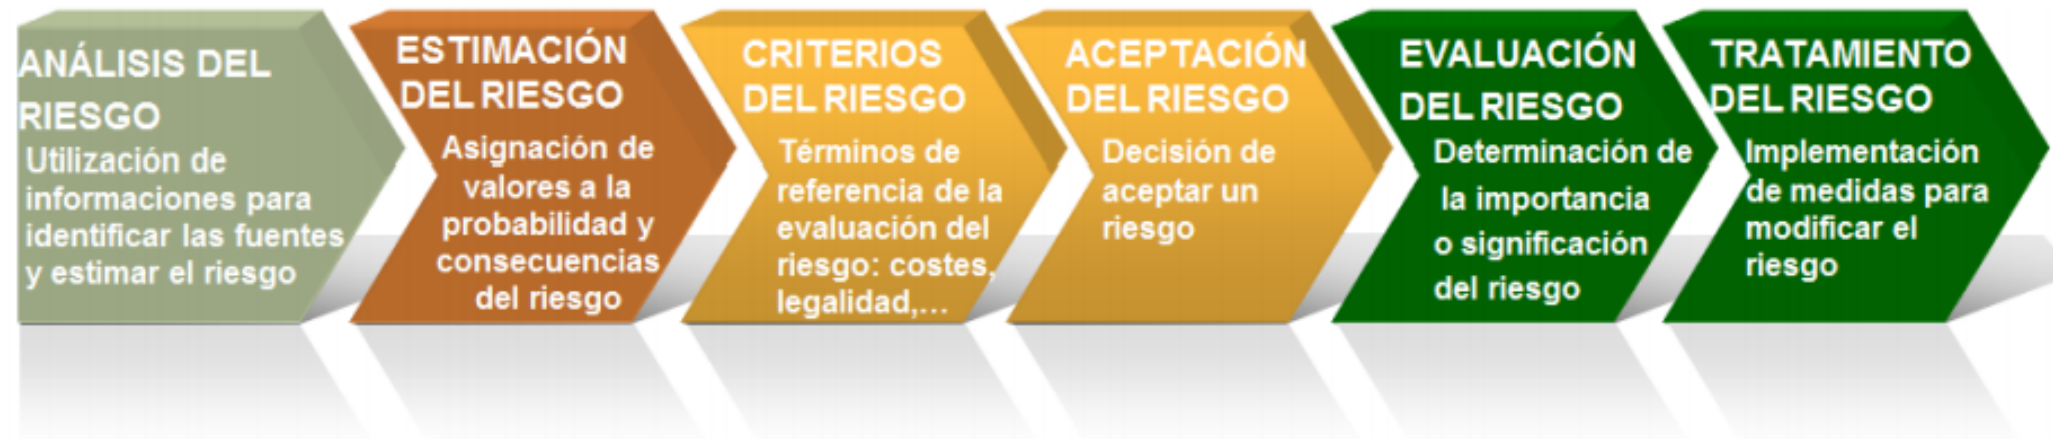 ANÁLISIS DEL
RIESGO
Utilización de
informaciones para
identificar las fuentes
y estimar el riesgo
ESTIMACIÓN
DEL RIESGO
Asignación de
valores a la
probabilidad y
consecuencias
del riesgo
CRITERIOS
DEL RIESGO
Términos de
referencia de la
evaluación del
riesgo: costes,
legalidad,...
ACEPTACIÓN
DEL RIESGO
Decisión de
aceptar un
riesgo
EVALUACIÓN
DEL RIESGO
Determinación de
la importancia
o significación
del riesgo
TRATAMIENTO
DEL RIESGO
Implementación
de medidas para
modificar el
riesgo